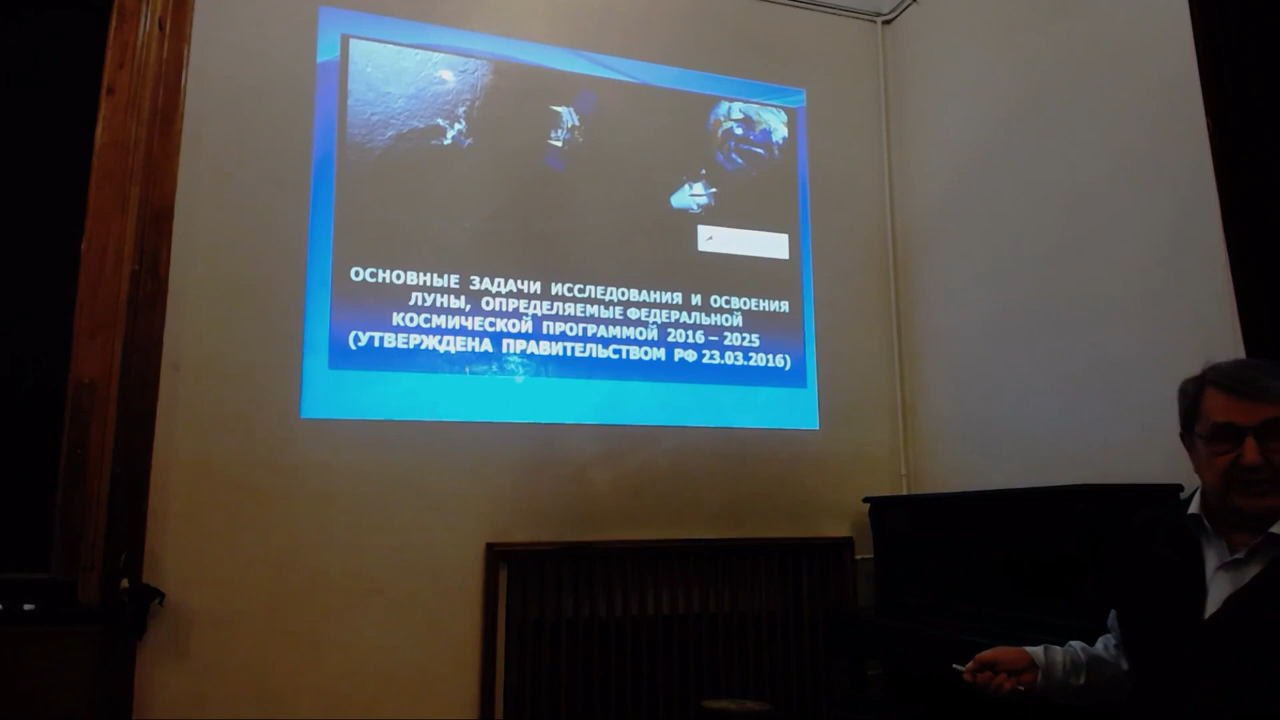 ОСНОВНЫЕ ЗАДАЧИ ИССЛЕДОВАНИЯ И ОСВОЕНИЯ
ЛУНЫ, ОПРЕДЕЛЯЕМЫЕ ФЕДЕРАЛЬНОЙ
КОСМИЧЕСКОЙ ПРОГРАММОЙ 2016 – 2025
(УТВЕРЖДЕНА ПРАВИТЕЛЬСТВОМ РФ 23.03.2016)